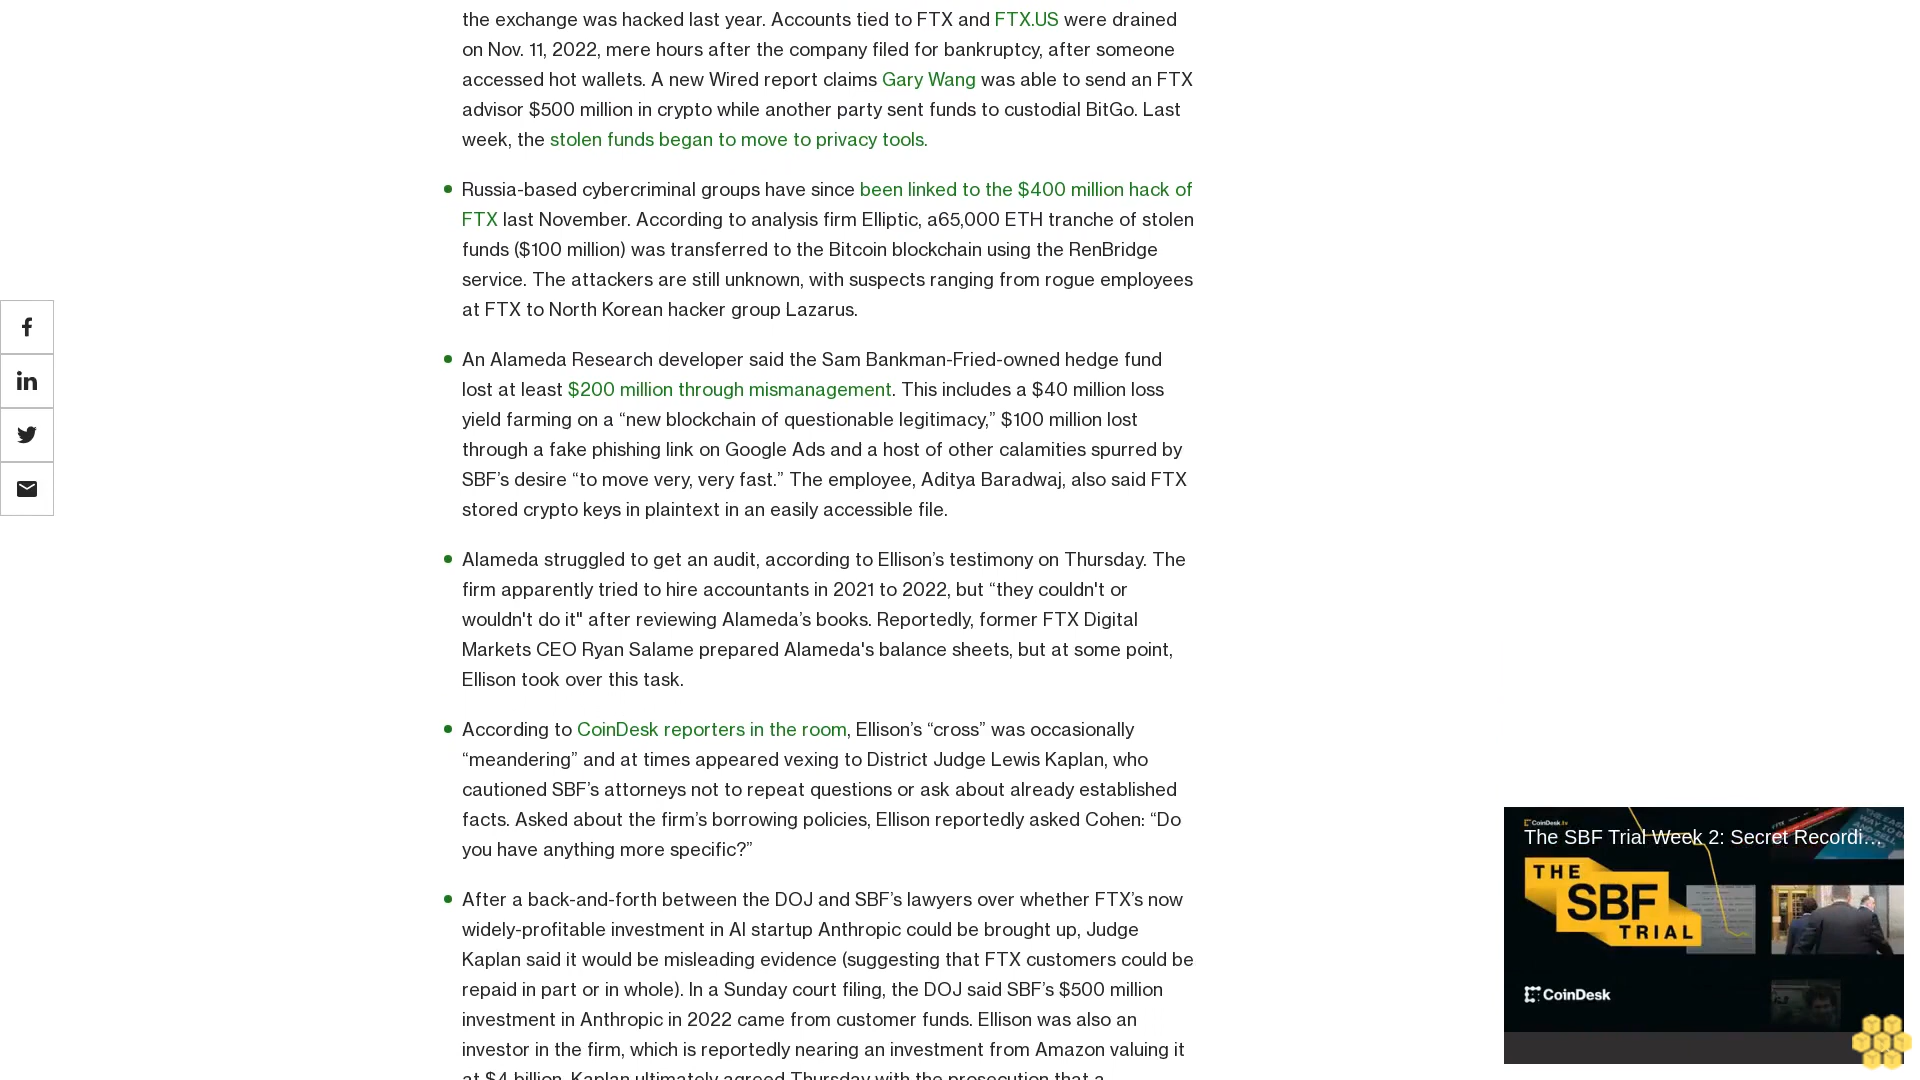 the exchange was hacked last year. Accounts tied to FTX and FTX.US were drained
on Nov. 11, 2022, mere hours after the company filed for bankruptcy, after someone
accessed hot wallets. A new Wired report claims Gary Wang was able to send an FTX
advisor $500 million in crypto while another party sent funds to custodial BitGo. Last
week, the stolen funds began to move to privacy tools.
Russia-based cybercriminal groups have since been linked to the $400 million hack of
FTX last November. According to analysis firm Elliptic, a65,000 ETH tranche of stolen
funds ($100 million) was transferred to the Bitcoin blockchain using the RenBridge
service. The attackers are still unknown, with suspects ranging from rogue employees
at FTX to North Korean hacker group Lazarus.
An Alameda Research developer said the Sam Bankman-Fried-owned hedge fund
lost at least $200 million through mismanagement. This includes a $40 million loss
yield farming on a “new blockchain of questionable legitimacy,” $100 million lost
through a fake phishing link on Google Ads and a host of other calamities spurred by
SBF’s desire “to move very, very fast.” The employee, Aditya Baradwaj, also said FTX
stored crypto keys in plaintext in an easily accessible file.
Alameda struggled to get an audit, according to Ellison’s testimony on Thursday. The
firm apparently tried to hire accountants in 2021 to 2022, but “they couldn't or
wouldn't do it" after reviewing Alameda’s books. Reportedly, former FTX Digital
Markets CEO Ryan Salame prepared Alameda's balance sheets, but at some point,
Ellison took over this task.
According to CoinDesk reporters in the room, Ellison’s “cross” was occasionally
“meandering” and at times appeared vexing to District Judge Lewis Kaplan, who
cautioned SBF’s attorneys not to repeat questions or ask about already established
facts. Asked about the firm’s borrowing policies, Ellison reportedly asked Cohen: “Do
you have anything more specific?”
After a back-and-forth between the DOJ and SBF’s lawyers over whether FTX’s now
widely-profitable investment in AI startup Anthropic could be brought up, Judge
Kaplan said it would be misleading evidence (suggesting that FTX customers could be
repaid in part or in whole). In a Sunday court filing, the DOJ said SBF’s $500 million
investment in Anthropic in 2022 came from customer funds. Ellison was also an
investor in the firm, which is reportedly nearing an investment from Amazon valuing it
at $4 billion. Kaplan ultimately agreed Thursday with the prosecution that a
CoinDesk.tv
The SBF Trial Week 2: Secret Recordi...
THE
SBF
TRIAL
CoinDesk